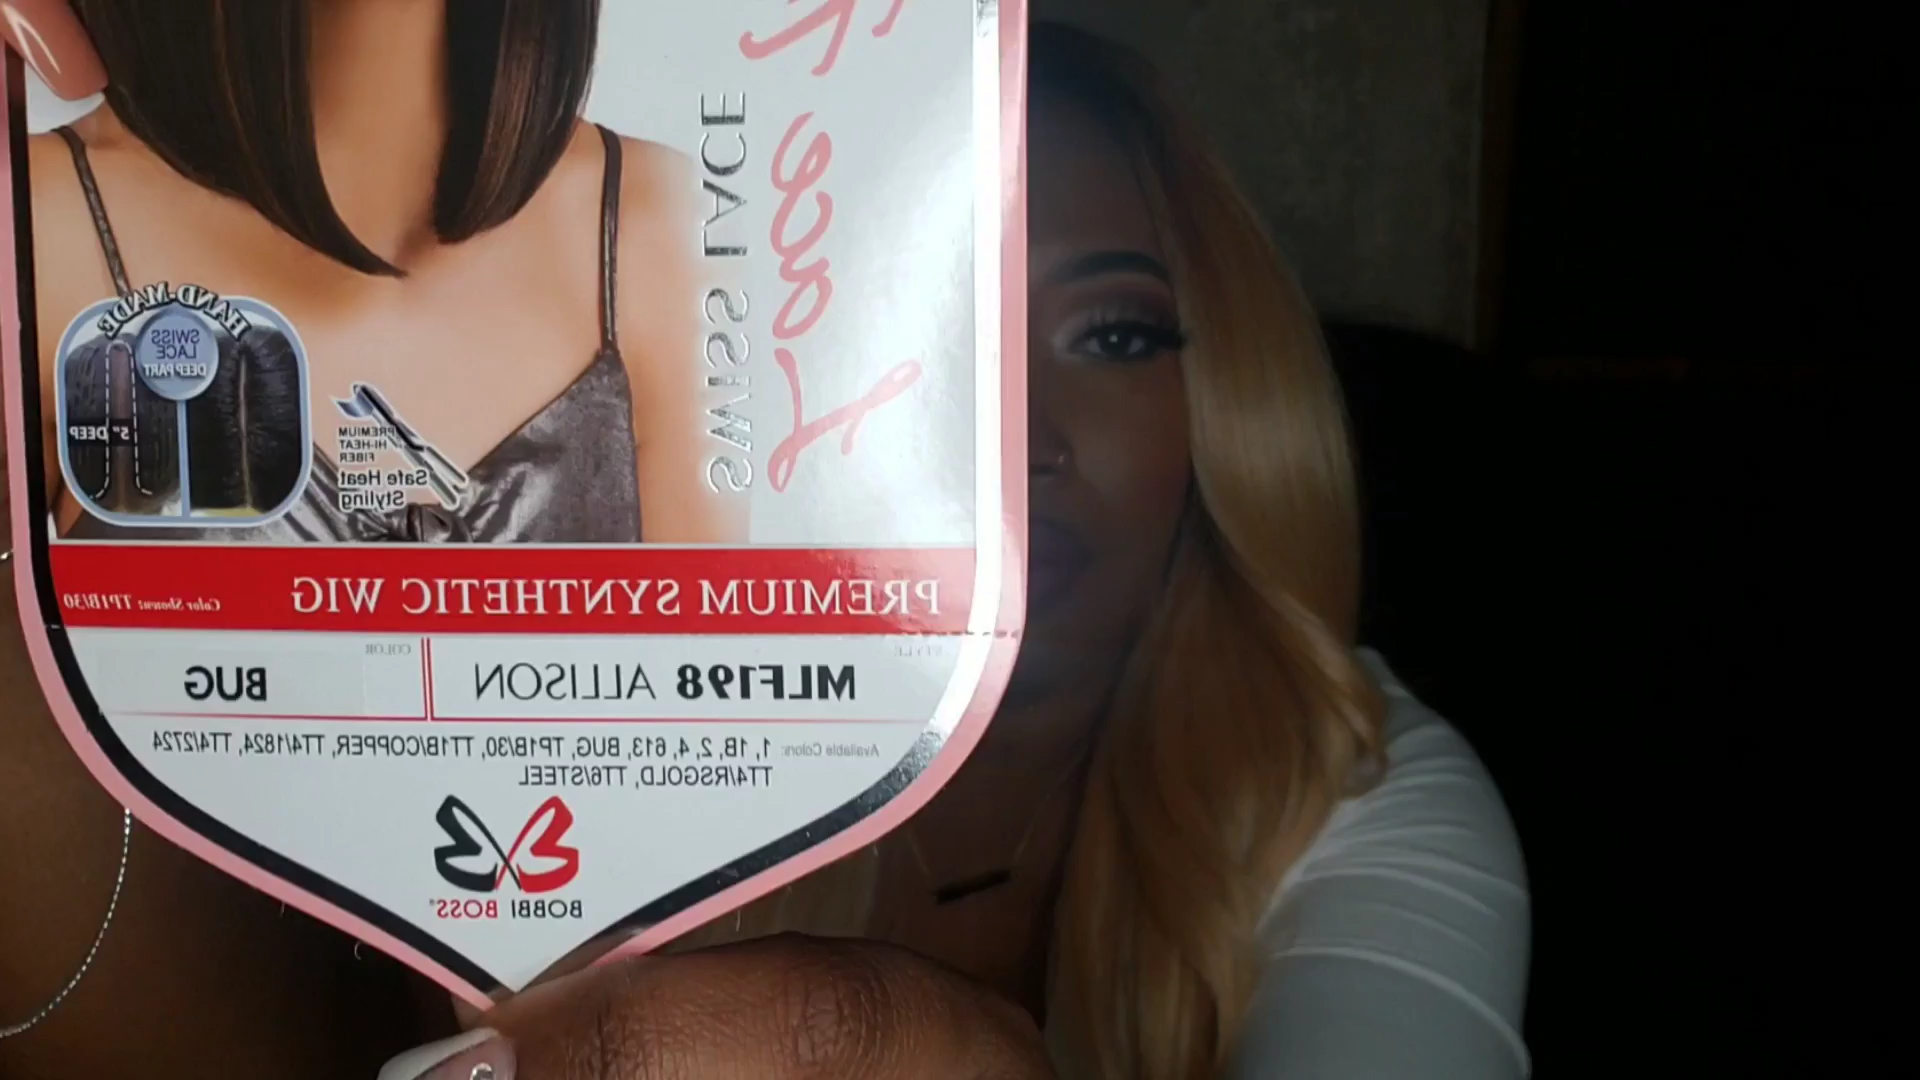 Lace Fr
SWISS LACE
HAND-MADE
SWISS
LACE
DEEP PART
5" DEEP
PREMIUM
HI-HEAT
FIBER
Safe Heat
Styling
PREMIUM SYNTHETIC WIG Color Shown: TP1B/30
STYLE COLOR
MLF198 ALLISON BUG
Available Colors: 1, 1B, 2, 4, 613, BUG, TP1B/30, TT1B/COPPER, TT4/1824, TT4/2724
TT4/RSGOLD, TT6/STEEL
BOBBI BOSS®